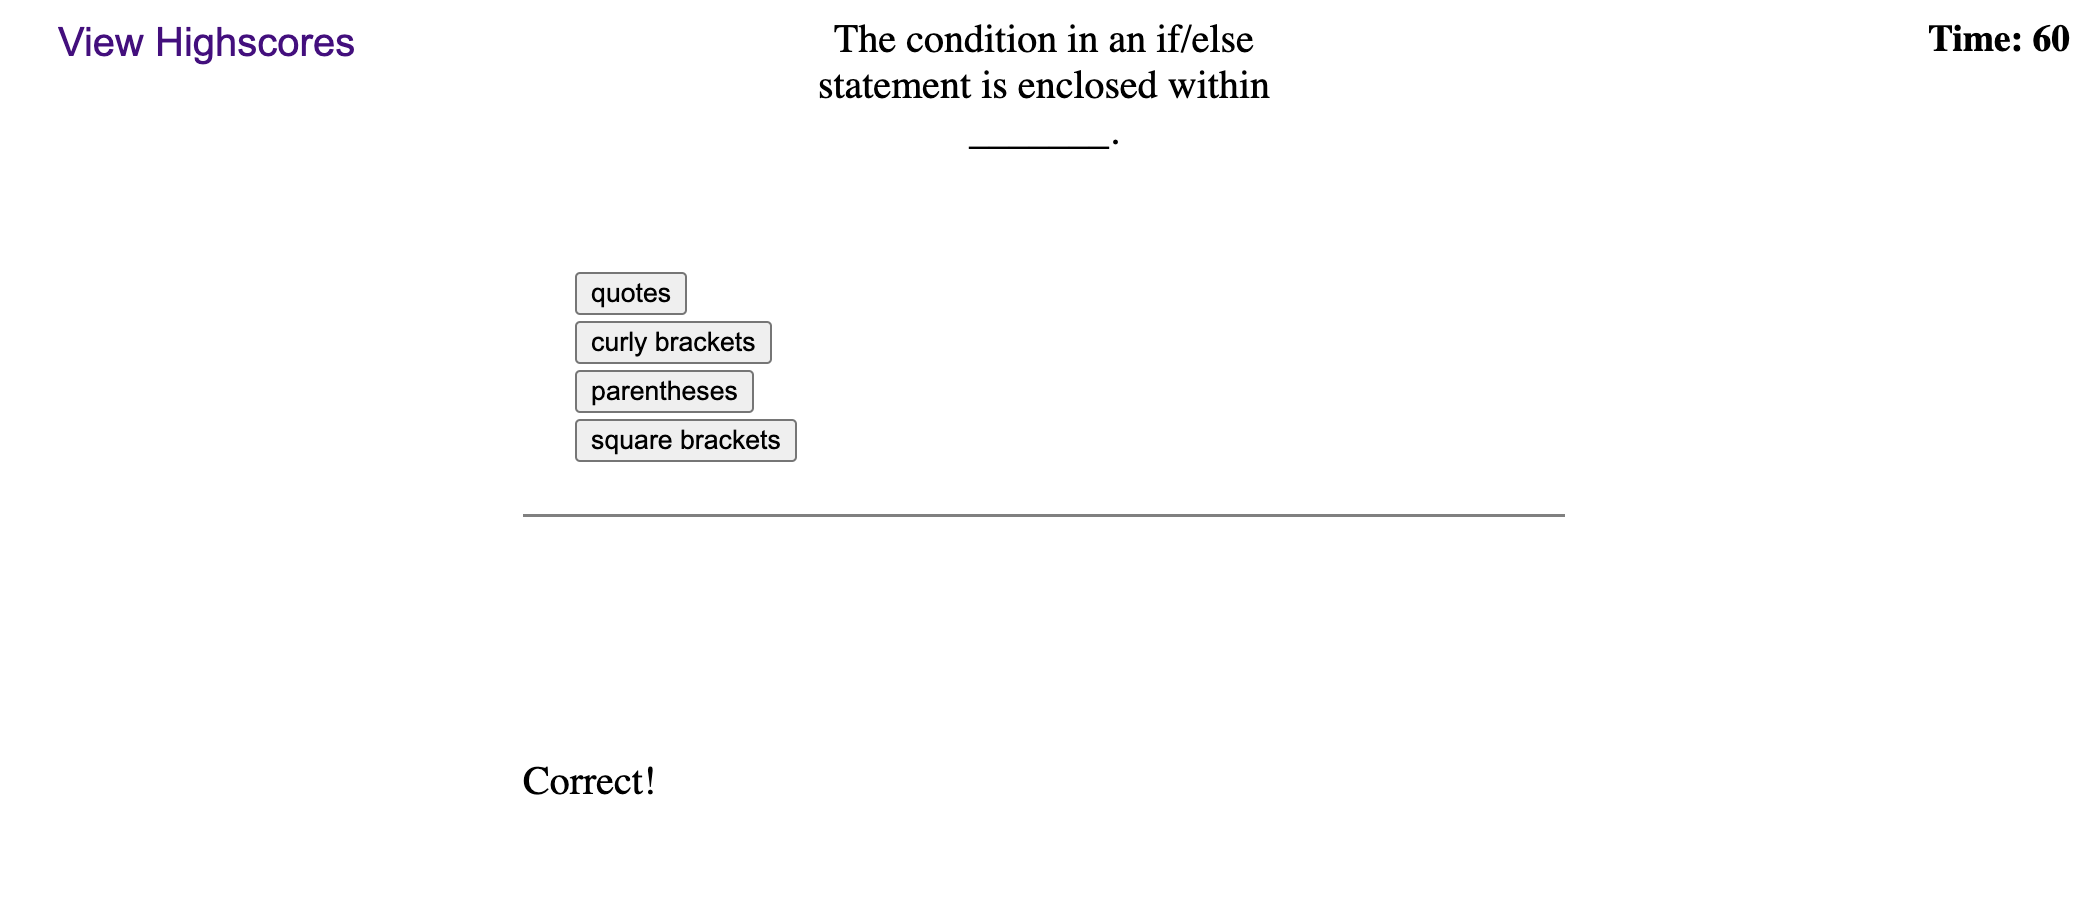 View Highscores
The condition in an if/else
statement is enclosed within
_______.
Time: 60
quotes
curly brackets
parentheses
square brackets
Correct!